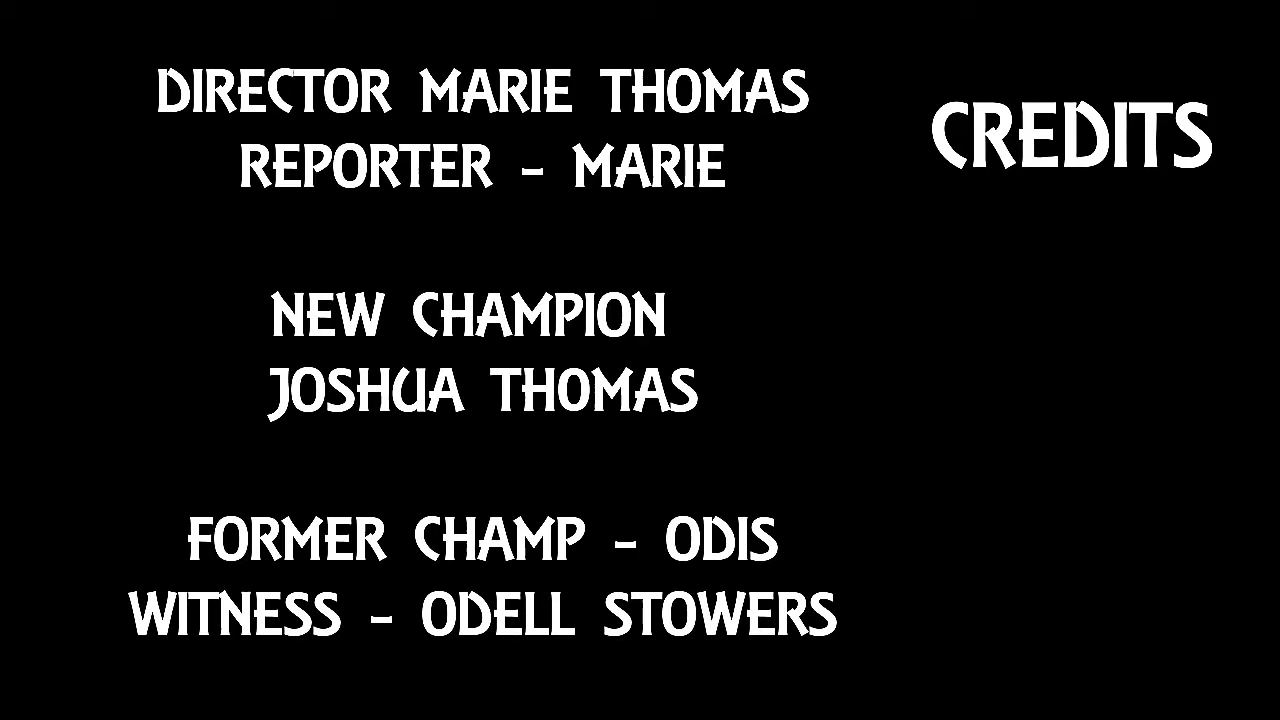 DIRECTOR MARIE THOMAS
REPORTER - MARIE
CREDITS
NEW CHAMPION
JOSHUA THOMAS
FORMER CHAMP - ODIS
WITNESS - ODELL STOWERS